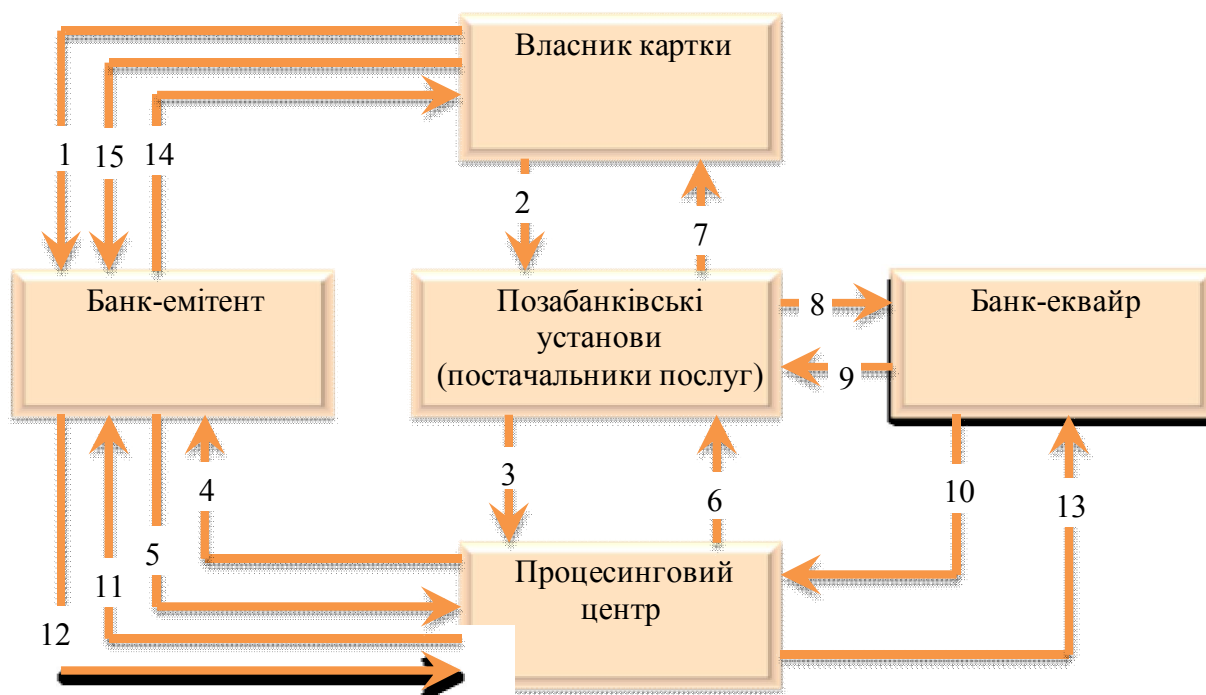 Власник картки
1
15
14
2
7
Банк-емітент
Позабанківські
установи
(постачальники послуг)
8
9
Банк-еквайр
4
3
6
10
13
5
11
12
Процесинговий
центр